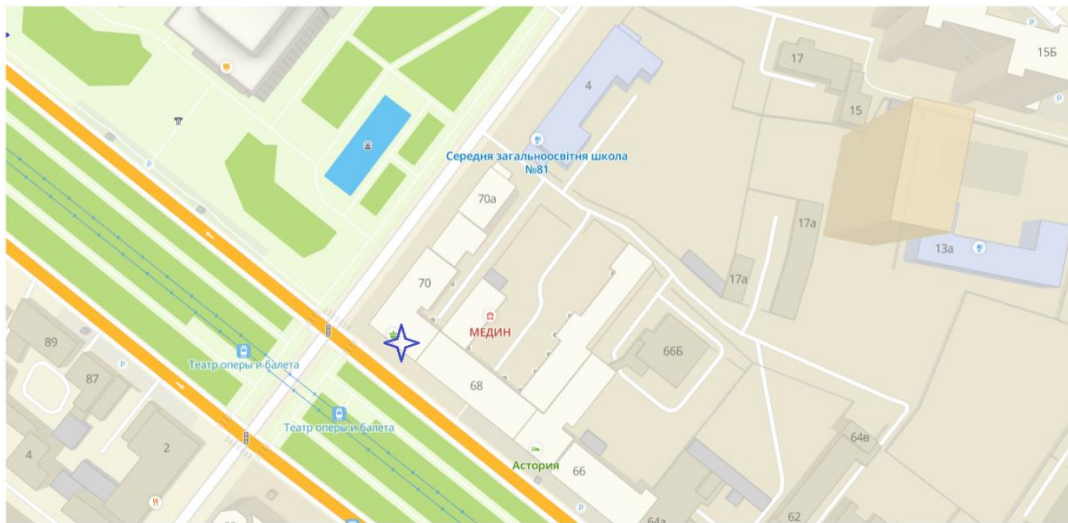 17
15Б
15
4
Середня загальноосвітня школа
№81
70а
17а
13а
17а
70
МЕДИН
89
Театр оперы и балета
66Б
87
68
Театр оперы и балета
64в
2
4
Астория
66
62
64а
P
P
P
P
P